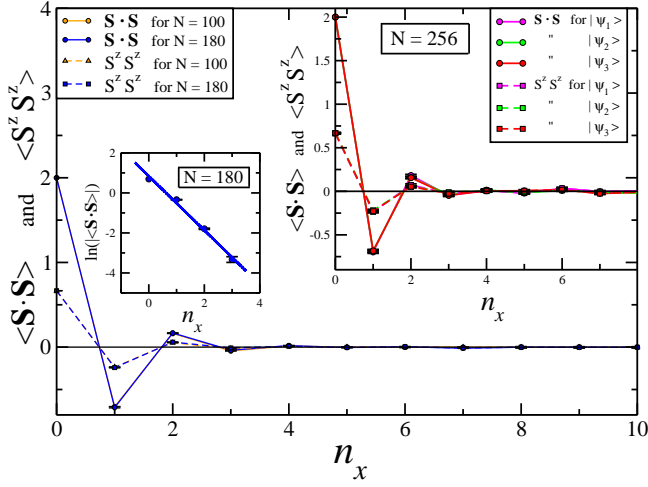 S · S for N = 100
S · S for N = 180
S^z S^z for N = 100
S^z S^z for N = 180
N = 256
S · S for | ψ1 >
" | ψ2 >
" | ψ3 >
S^z S^z for | ψ1 >
" | ψ2 >
" | ψ3 >
<S · S> and <S^z S^z>
4
3
2
1
0
0 2 4 6 8 10
n_x
N = 180
ln(|<S·S>|)
2
0
-2
-4
0 2 4
n_x
<S · S> and <S^z S^z>
2
1.5
1
0.5
0
-0.5
0 2 4 6
n_x